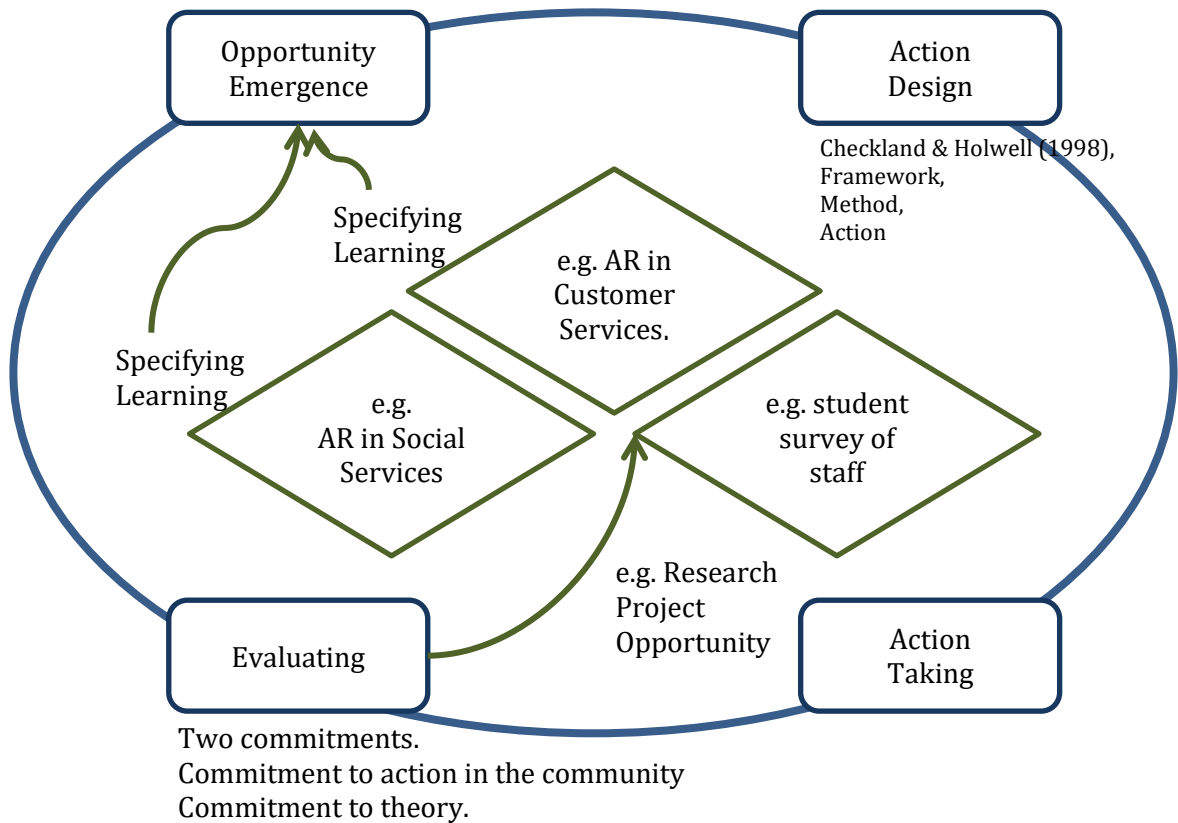 Opportunity
Emergence
Action
Design
Checkland & Holwell (1998),
Framework,
Method,
Action
Specifying
Learning
e.g. AR in
Customer
Services.
Specifying
Learning
e.g.
AR in Social
Services
e.g. student
survey of
staff
e.g. Research
Project
Opportunity
Evaluating
Action
Taking
Two commitments.
Commitment to action in the community
Commitment to theory.